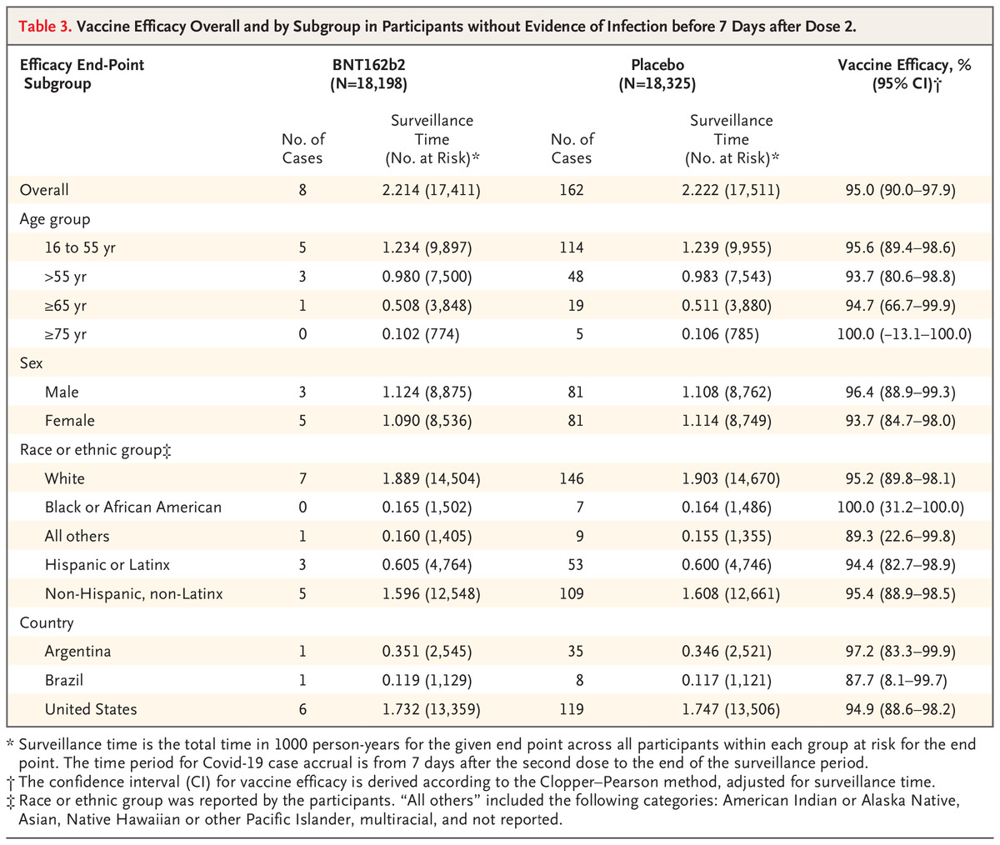 Table 3. Vaccine Efficacy Overall and by Subgroup in Participants without Evidence of Infection before 7 Days after Dose 2.
Efficacy End-Point Subgroup BNT162b2 (N=18,198) Placebo (N=18,325) Vaccine Efficacy, % (95% CI)†
No. of Cases Surveillance Time (No. at Risk)* No. of Cases Surveillance Time (No. at Risk)*
Overall 8 2.214 (17,411) 162 2.222 (17,511) 95.0 (90.0–97.9)
Age group
16 to 55 yr 5 1.234 (9,897) 114 1.239 (9,955) 95.6 (89.4–98.6)
>55 yr 3 0.980 (7,500) 48 0.983 (7,543) 93.7 (80.6–98.8)
≥65 yr 1 0.508 (3,848) 19 0.511 (3,880) 94.7 (66.7–99.9)
≥75 yr 0 0.102 (774) 5 0.106 (785) 100.0 (–13.1–100.0)
Sex
Male 3 1.124 (8,875) 81 1.108 (8,762) 96.4 (88.9–99.3)
Female 5 1.090 (8,536) 81 1.114 (8,749) 93.7 (84.7–98.0)
Race or ethnic group‡
White 7 1.889 (14,504) 146 1.903 (14,670) 95.2 (89.8–98.1)
Black or African American 0 0.165 (1,502) 7 0.164 (1,486) 100.0 (31.2–100.0)
All others 1 0.160 (1,405) 9 0.155 (1,355) 89.3 (22.6–99.8)
Hispanic or Latinx 3 0.605 (4,764) 53 0.600 (4,746) 94.4 (82.7–98.9)
Non-Hispanic, non-Latinx 5 1.596 (12,548) 109 1.608 (12,661) 95.4 (88.9–98.5)
Country
Argentina 1 0.351 (2,545) 35 0.346 (2,521) 97.2 (83.3–99.9)
Brazil 1 0.119 (1,129) 8 0.117 (1,121) 87.7 (8.1–99.7)
United States 6 1.732 (13,359) 119 1.747 (13,506) 94.9 (88.6–98.2)
* Surveillance time is the total time in 1000 person-years for the given end point across all participants within each group at risk for the end
point. The time period for Covid-19 case accrual is from 7 days after the second dose to the end of the surveillance period.
† The confidence interval (CI) for vaccine efficacy is derived according to the Clopper–Pearson method, adjusted for surveillance time.
‡ Race or ethnic group was reported by the participants. “All others” included the following categories: American Indian or Alaska Native,
Asian, Native Hawaiian or other Pacific Islander, multiracial, and not reported.